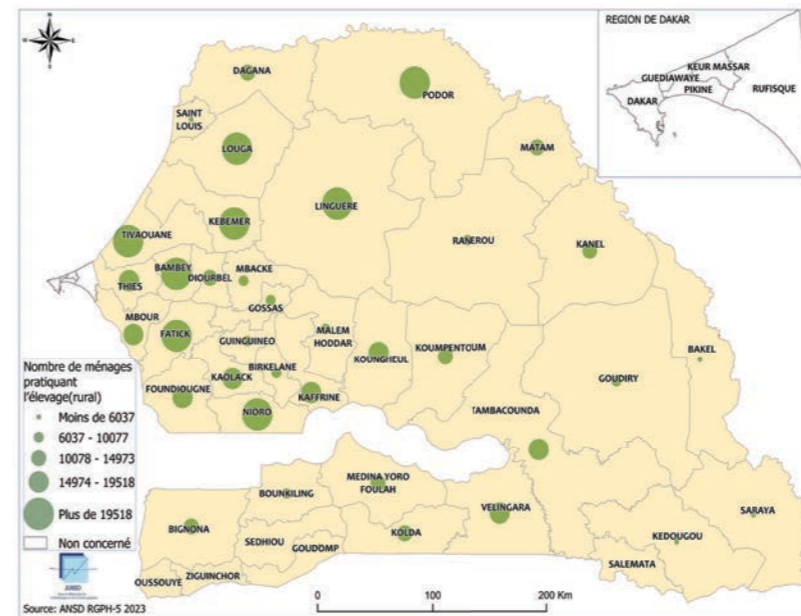 REGION DE DAKAR
KEUR MASSAR
GUEDIAWAYE
PIKINE
RUFISQUE
DAKAR
DAGANA
PODOR
SAINT
LOUIS
LOUGA
MATAM
LINGUERE
KEBEMER
TIVAOUANE
RANEROU
KANEL
BAMBEY
DIOURBEL
MBACKE
THIES
GOSSAS
MBOUR
FATICK
GUINGUINEO
MALEM
HODDAR
KOUNGHEUL
KOUMPENTOUM
BAKEL
GOUDIRY
BIRKELANE
KAOLACK
KAFFRINE
FOUNDIOUGNE
NIORO
TAMBACOUNDA
MEDINA YORO
FOULAH
BOUNKILING
VELINGARA
SARAYA
BIGNONA
KOLDA
SEDHIOU
GOUDOMP
KEDOUGOU
SALEMATA
OUSSOUYE
ZIGUINCHOR
Nombre de ménages
pratiquant
l'élevage(rural)
Moins de 6037
6037 - 10077
10078 - 14973
14974 - 19518
Plus de 19518
Non concerné
ANSD
Source: ANSD RGPH-5 2023
0 100 200 Km